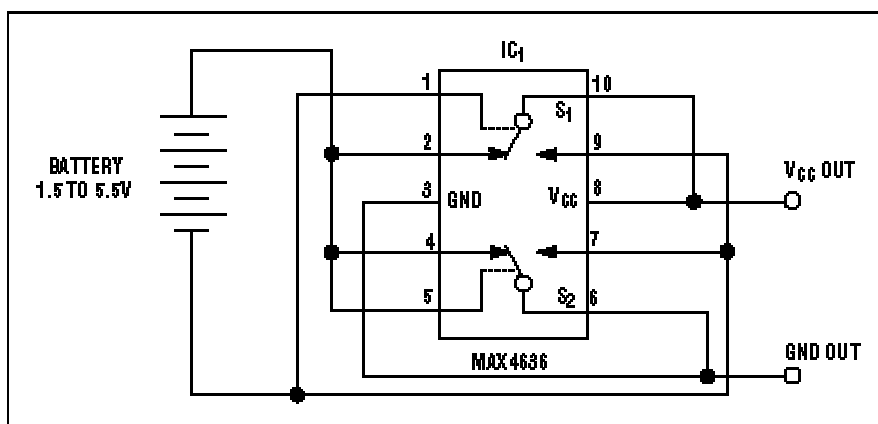 IC1
1
10
S1
2
9
BATTERY
1.5 TO 5.5V
VCC OUT
3
GND
VCC
8
4
7
5
S2
6
GND OUT
MAX4636